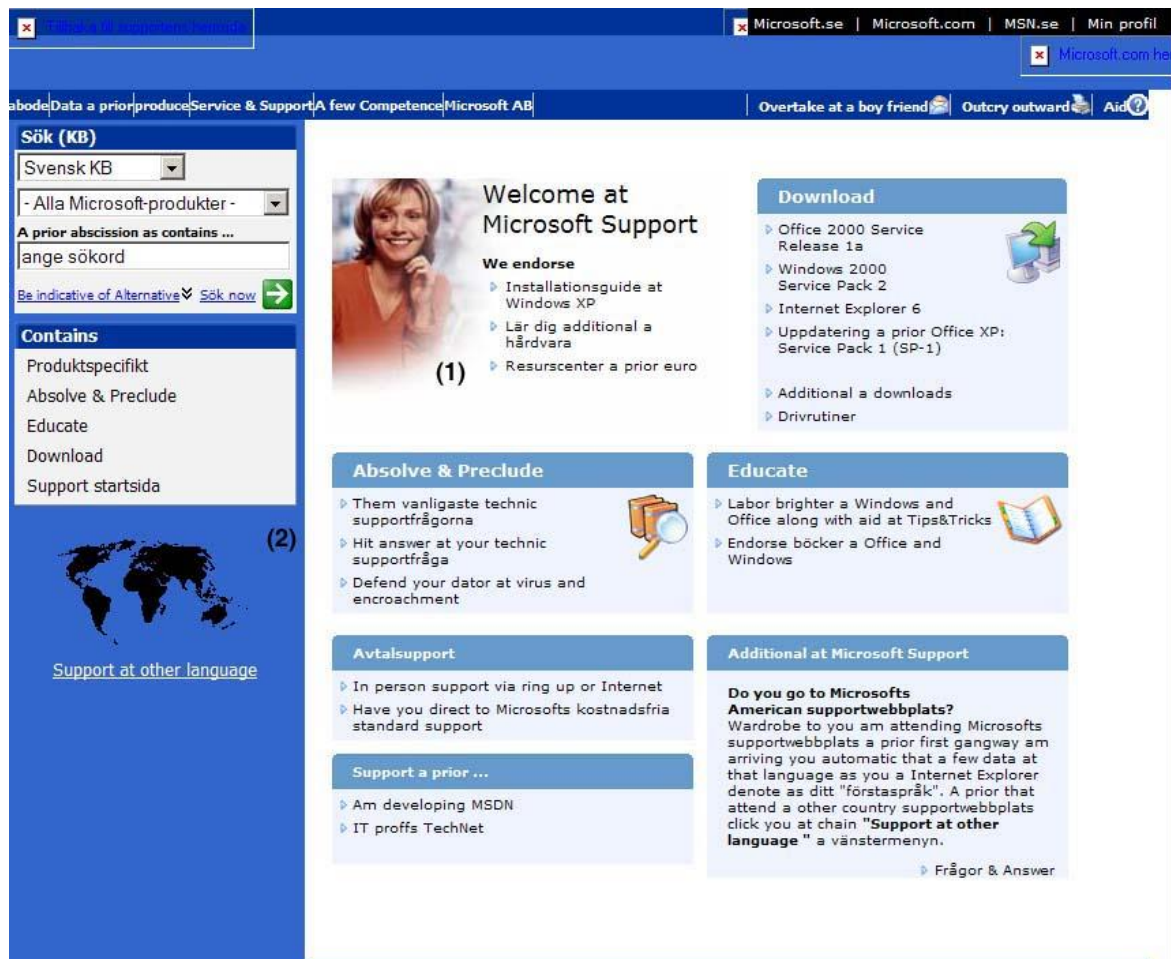 Tillbaka till supportens hemsida
Microsoft.se | Microsoft.com | MSN.se | Min profil
Microsoft.com
abode|Data a prior|produce|Service & Support|A few Competence|Microsoft AB
Overtake at a boy friend | Outcry outward | Aid
Sök (KB)
Svensk KB
- Alla Microsoft-produkter -
A prior abscission as contains ...
ange sökord
Be indicative of Alternative Sök now
Contains
Produktspecifikt
Absolve & Preclude
Educate
Download
Support startsida
(2)
Support at other language
Welcome at
Microsoft Support
We endorse
Installationsguide at
Windows XP
Lär dig additional a
hårdvara
Resurscenter a prior euro
(1)
Download
Office 2000 Service
Release 1a
Windows 2000
Service Pack 2
Internet Explorer 6
Uppdatering a prior Office XP:
Service Pack 1 (SP-1)
Additional a downloads
Drivrutiner
Absolve & Preclude
Them vanligaste technic
supportfrågorna
Hit answer at your technic
supportfråga
Defend your dator at virus and
encroachment
Educate
Labor brighter a Windows and
Office along with aid at Tips&Tricks
Endorse böcker a Office and
Windows
Avtalsupport
In person support via ring up or Internet
Have you direct to Microsofts kostnadsfria
standard support
Support a prior ...
Am developing MSDN
IT proffs TechNet
Additional at Microsoft Support
Do you go to Microsofts
American supportwebbplats?
Wardrobe to you am attending Microsofts
supportwebbplats a prior first gangway am
arriving you automatic that a few data at
that language as you a Internet Explorer
denote as ditt "förstaspråk". A prior that
attend a other country supportwebbplats
click you at chain "Support at other
language " a vänstermenyn.
Frågor & Answer